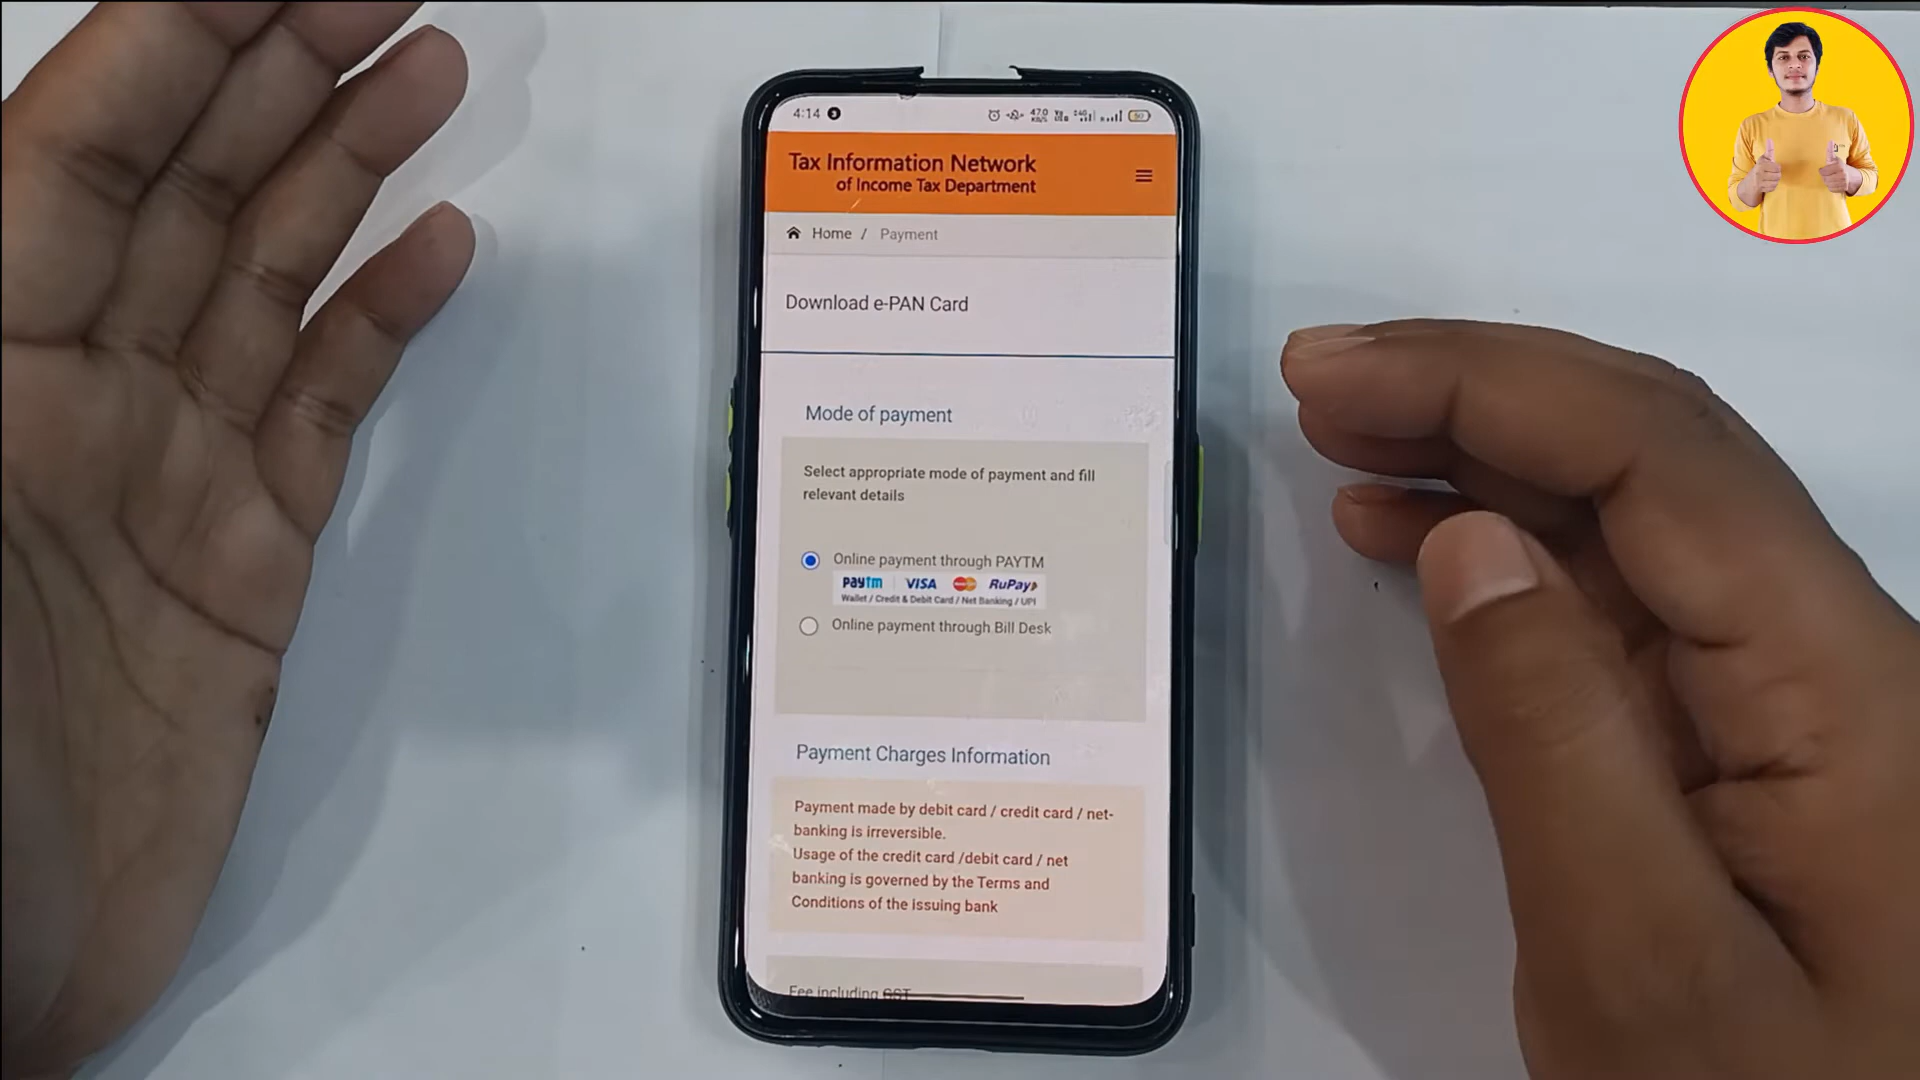 4:14
47.0
KB/S
Tax Information Network
of Income Tax Department
Home / Payment
Download e-PAN Card
Mode of payment
Select appropriate mode of payment and fill
relevant details
Online payment through PAYTM
Paytm VISA RuPay
Wallet / Credit & Debit Card / Net Banking / UPI
Online payment through Bill Desk
Payment Charges Information
Payment made by debit card / credit card / net-
banking is irreversible.
Usage of the credit card /debit card / net
banking is governed by the Terms and
Conditions of the issuing bank
Fee including GST